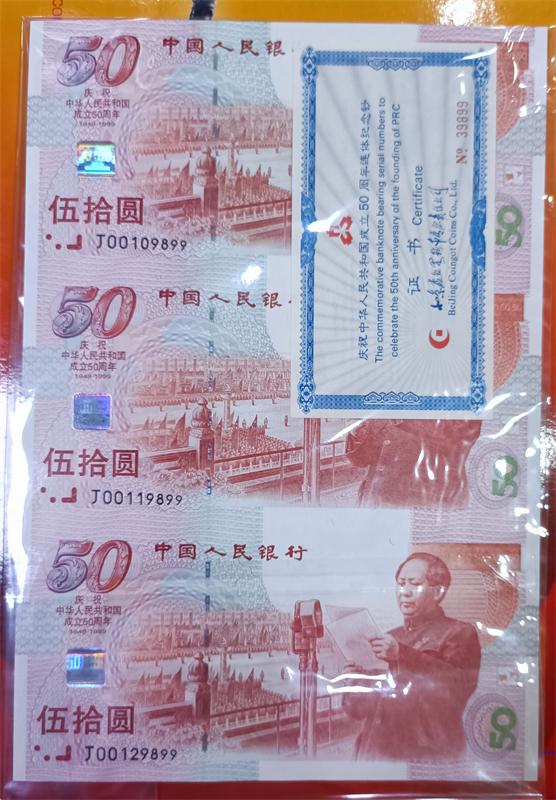 50
中国人民银
庆祝
中华人民共和国
成立50周年
1949-1999
伍拾圆
J00109899
50
庆祝中华人民共和国成立50周年连体纪念钞
The commemorative banknote bearing serial numbers to
celebrate the 50th anniversary of the founding of PRC
证书 Certificate
BeiJing Coingot Coins Co., Ltd.
№ 39899
50
中国人民银
庆祝
中华人民共和国
成立50周年
1949-1999
伍拾圆
J00119899
50
50
中国人民银行
庆祝
中华人民共和国
成立50周年
1949-1999
伍拾圆
J00129899
50